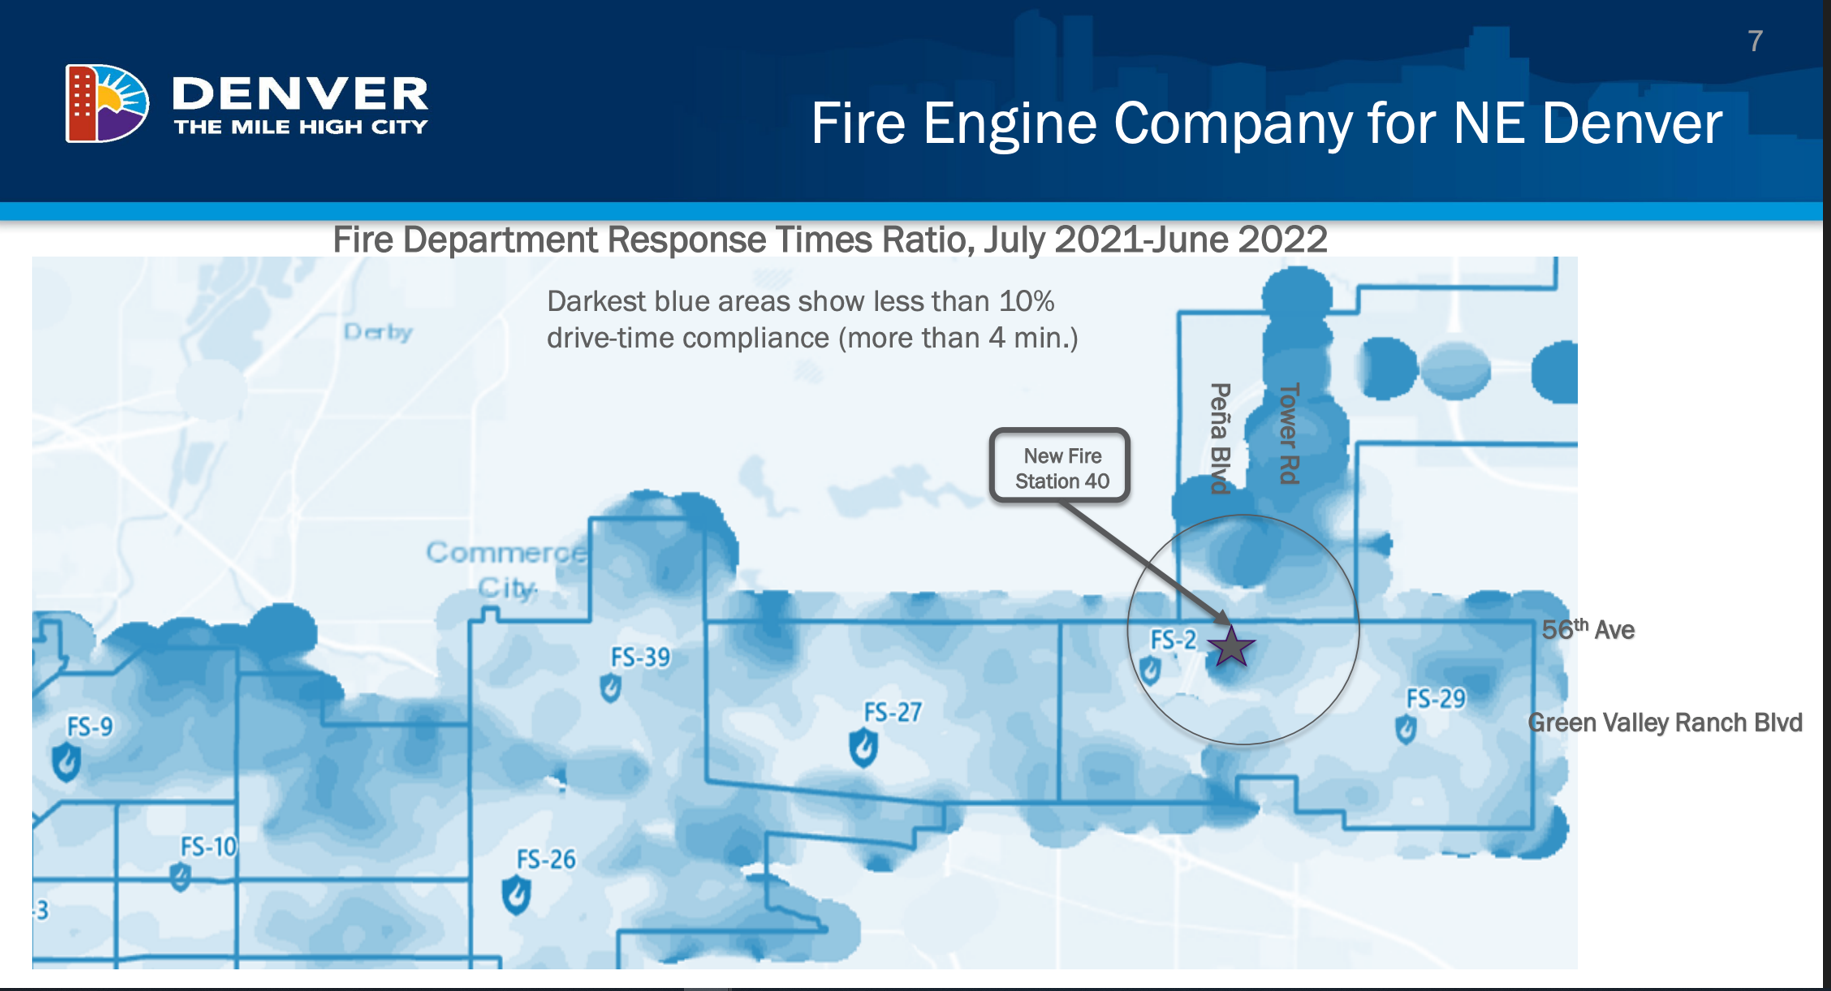 7
DENVER
THE MILE HIGH CITY
Fire Engine Company for NE Denver
Fire Department Response Times Ratio, July 2021-June 2022
Darkest blue areas show less than 10%
drive-time compliance (more than 4 min.)
Derby
Peña Blvd
Tower Rd
New Fire
Station 40
Commerce
City
56th Ave
FS-2
FS-39
FS-29
FS-27
Green Valley Ranch Blvd
FS-9
FS-10
FS-26
-3